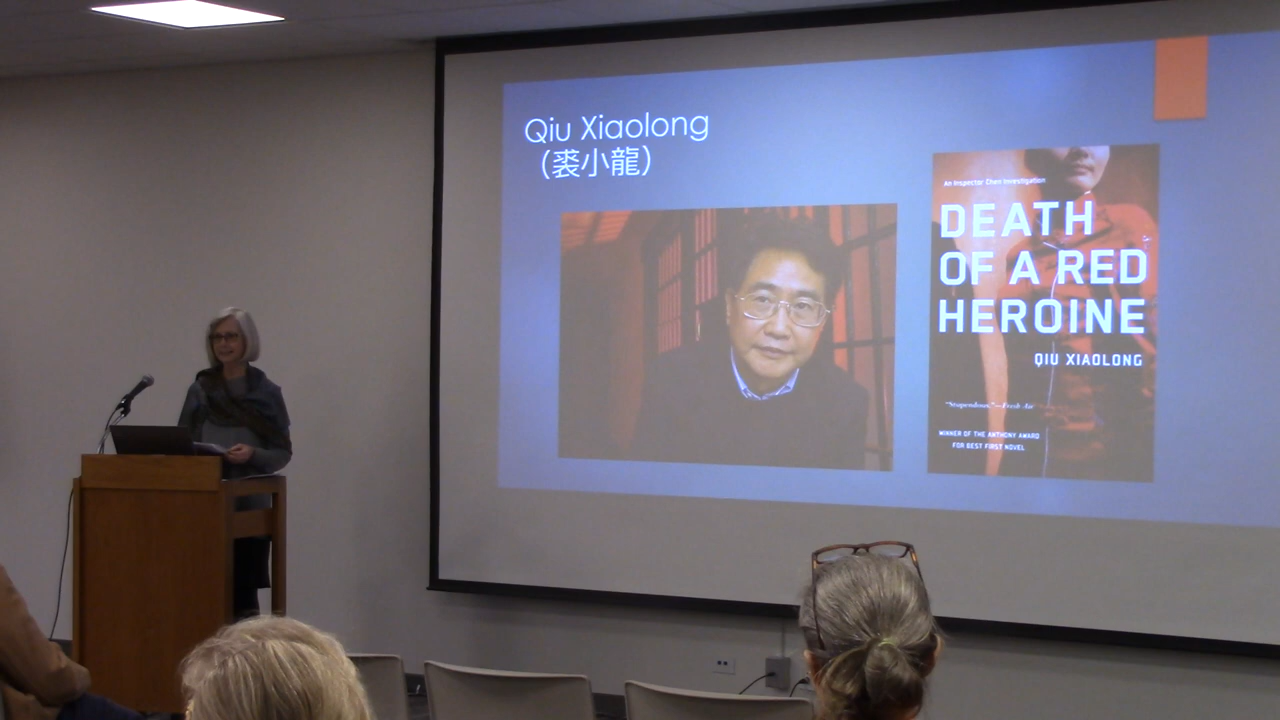 Qiu Xiaolong
（裘小龍）
An Inspector Chen Investigation
DEATH
OF A RED
HEROINE
QIU XIAOLONG
"Stupendous."—Fresh Air
WINNER OF THE ANTHONY AWARD
FOR BEST FIRST NOVEL